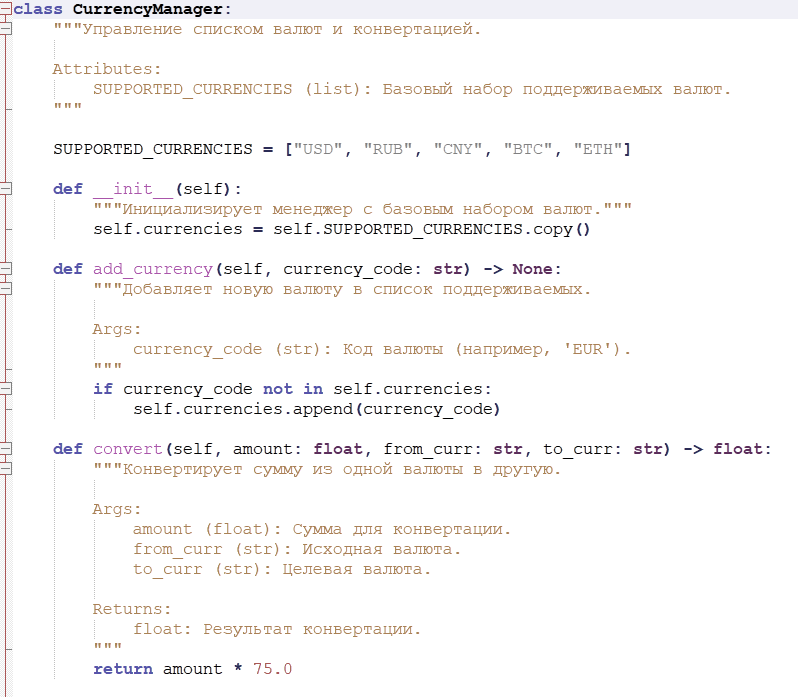 class CurrencyManager:
    """Управление списком валют и конвертацией.

    Attributes:
        SUPPORTED_CURRENCIES (list): Базовый набор поддерживаемых валют.
    """

    SUPPORTED_CURRENCIES = ["USD", "RUB", "CNY", "BTC", "ETH"]

    def __init__(self):
        """Инициализирует менеджер с базовым набором валют."""
        self.currencies = self.SUPPORTED_CURRENCIES.copy()

    def add_currency(self, currency_code: str) -> None:
        """Добавляет новую валюту в список поддерживаемых.

        Args:
            currency_code (str): Код валюты (например, 'EUR').
        """
        if currency_code not in self.currencies:
            self.currencies.append(currency_code)

    def convert(self, amount: float, from_curr: str, to_curr: str) -> float:
        """Конвертирует сумму из одной валюты в другую.

        Args:
            amount (float): Сумма для конвертации.
            from_curr (str): Исходная валюта.
            to_curr (str): Целевая валюта.

        Returns:
            float: Результат конвертации.
        """
        return amount * 75.0